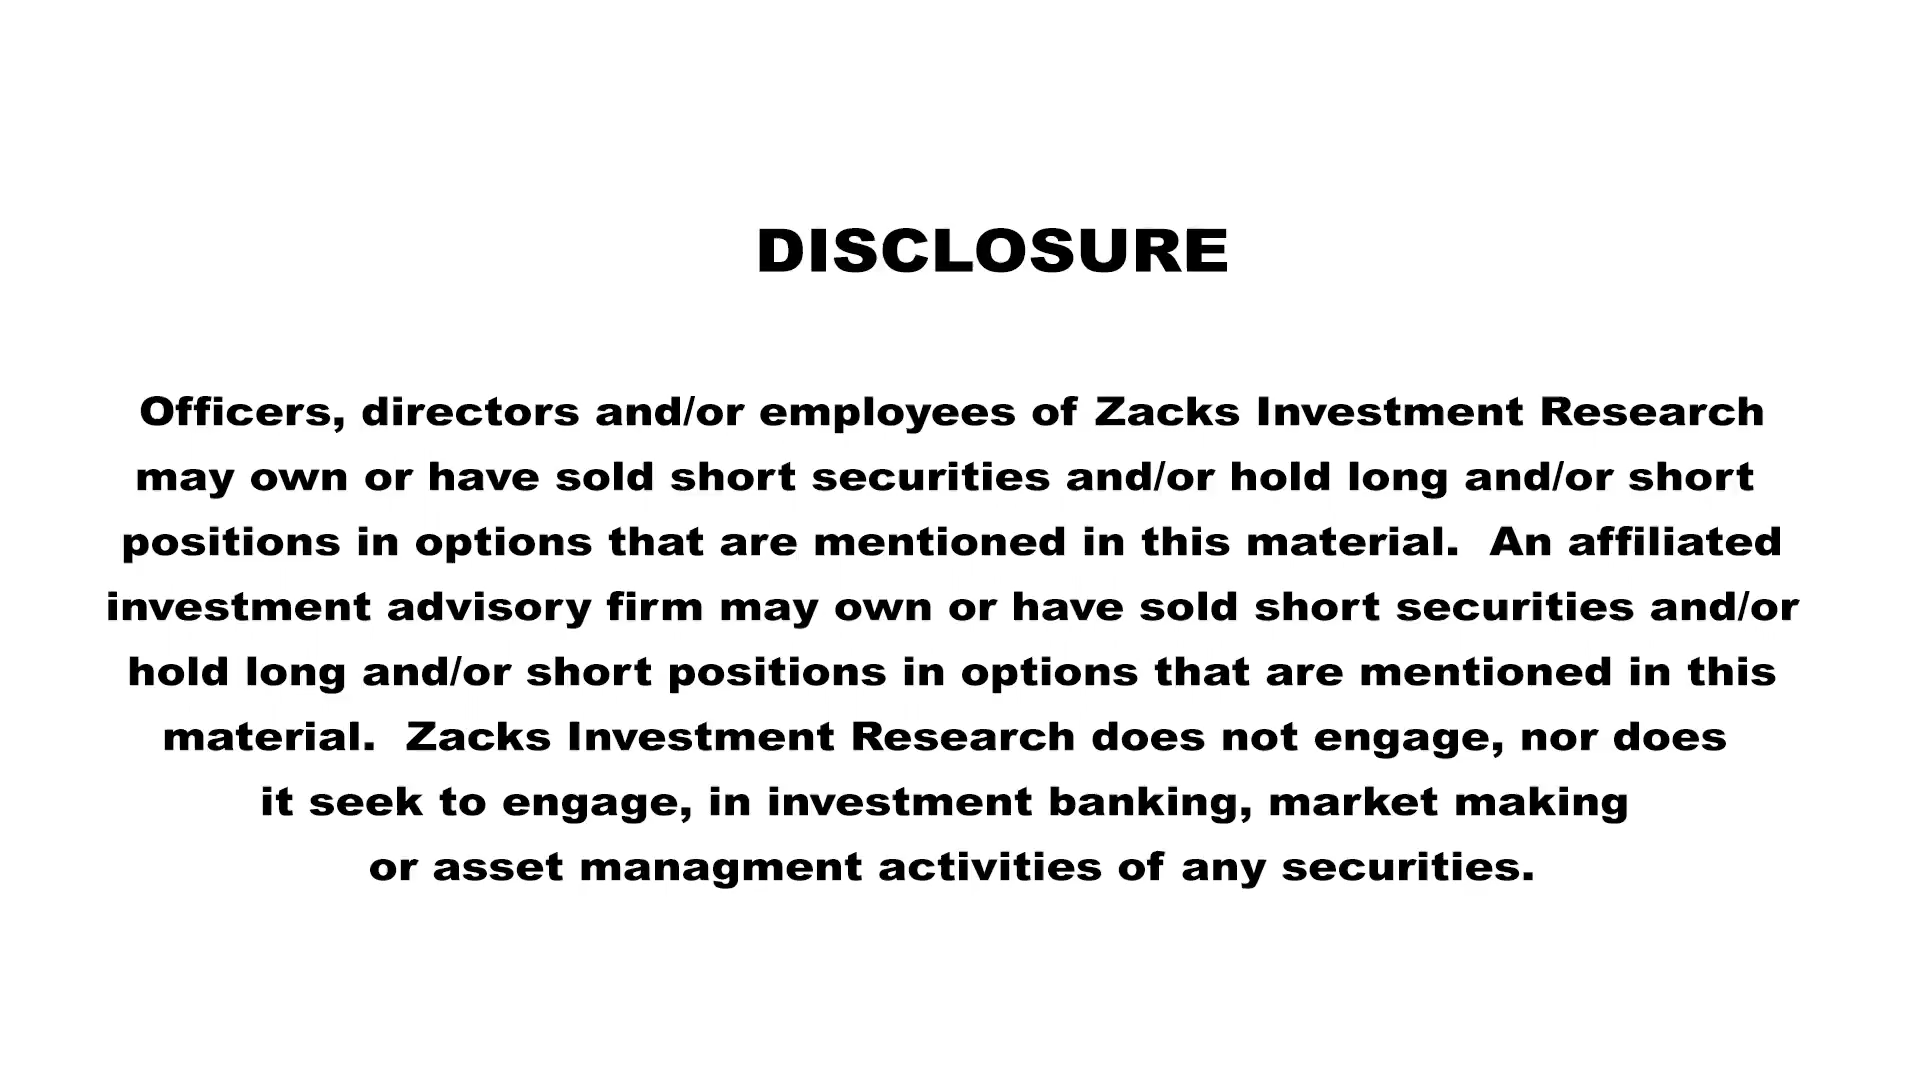 DISCLOSURE
Officers, directors and/or employees of Zacks Investment Research
may own or have sold short securities and/or hold long and/or short
positions in options that are mentioned in this material.  An affiliated
investment advisory firm may own or have sold short securities and/or
hold long and/or short positions in options that are mentioned in this
material.  Zacks Investment Research does not engage, nor does
it seek to engage, in investment banking, market making
or asset managment activities of any securities.